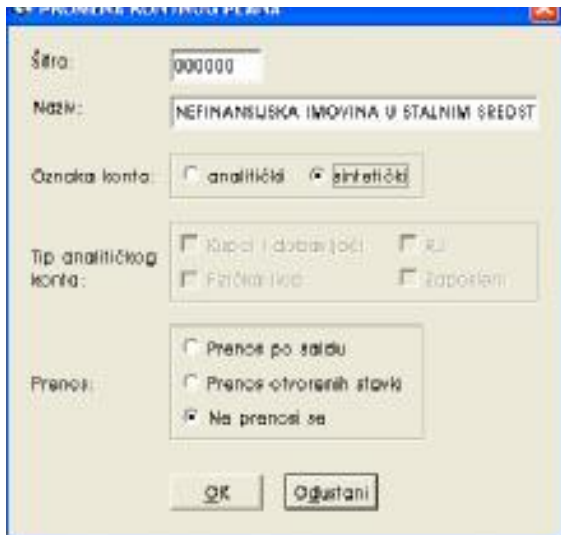 PROMENA KONTNOG PLANA
Šifra: 000000
Naziv: NEFINANSIJSKA IMOVINA U STALNIM SREDST
Oznaka konta: analitički sintetički
Tip analitičkog konta:
Kupci i dobavljači RJ
Fizička lica Zaposleni
Prenos:
Prenos po saldu
Prenos otvorenih stavki
Ne prenosi se
OK Odustani